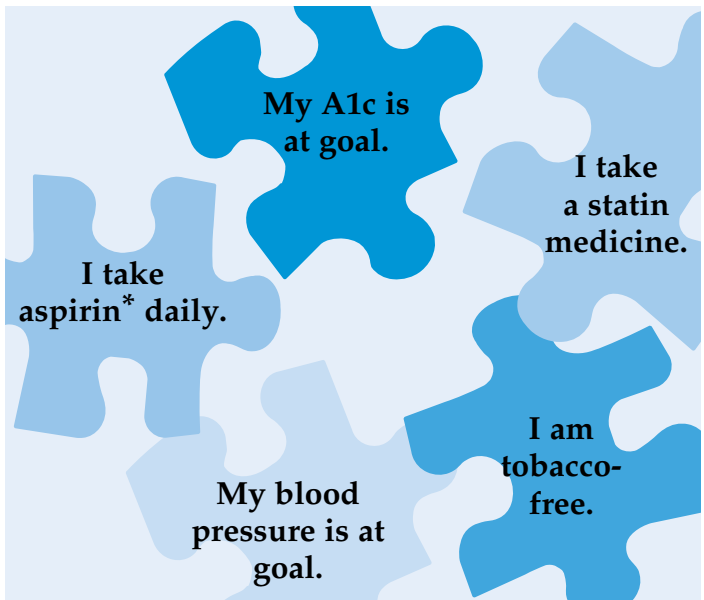 My A1c is
at goal.
I take
a statin
medicine.
I take
aspirin* daily.
I am
tobacco-
free.
My blood
pressure is at
goal.